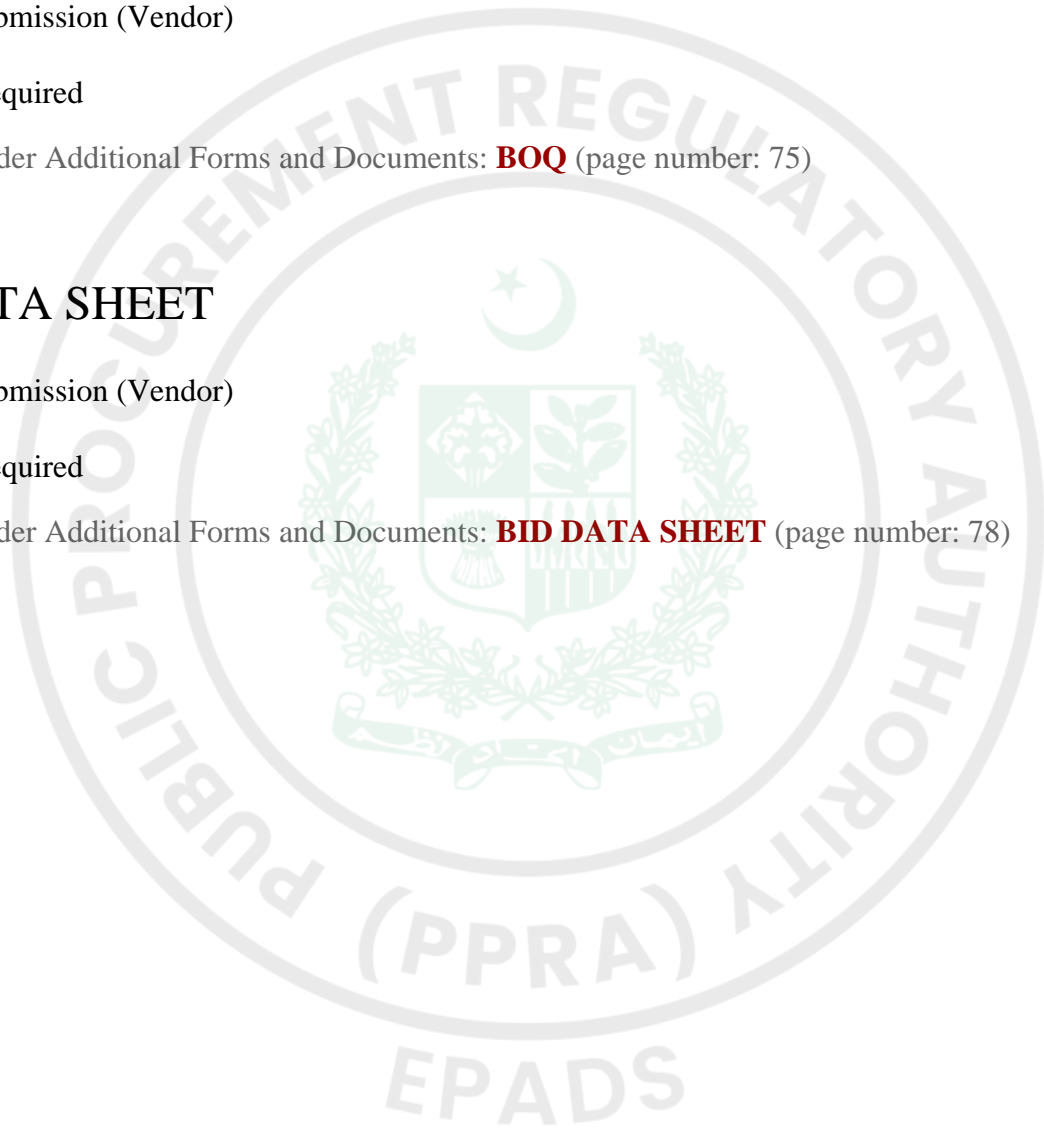 bmission (Vendor)
equired
der Additional Forms and Documents: BOQ (page number: 75)
TA SHEET
bmission (Vendor)
equired
der Additional Forms and Documents: BID DATA SHEET (page number: 78)
PUBLIC PROCUREMENT REGULATORY AUTHORITY
(PPRA)
EPADS